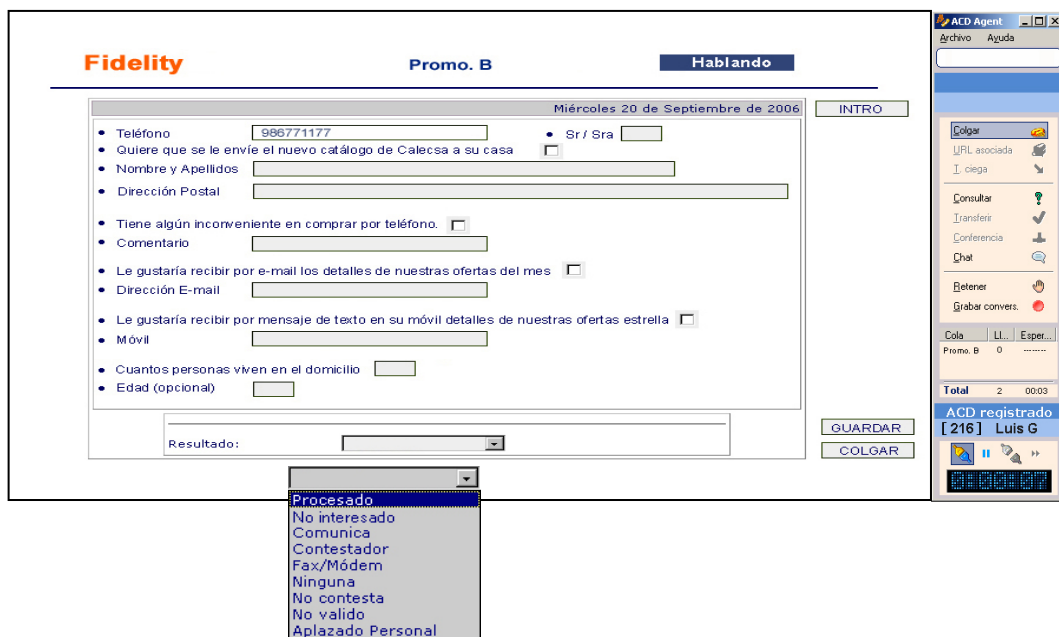 Fidelity Promo. B Hablando
Miércoles 20 de Septiembre de 2006 INTRO
Teléfono 986771177 Sr / Sra
Quiere que se le envíe el nuevo catálogo de Calecsa a su casa
Nombre y Apellidos
Dirección Postal
Tiene algún inconveniente en comprar por teléfono.
Comentario
Le gustaría recibir por e-mail los detalles de nuestras ofertas del mes
Dirección E-mail
Le gustaría recibir por mensaje de texto en su móvil detalles de nuestras ofertas estrella
Móvil
Cuantos personas viven en el domicilio
Edad (opcional)
Resultado:
GUARDAR
COLGAR
Procesado
No interesado
Comunica
Contestador
Fax/Módem
Ninguna
No contesta
No valido
Aplazado Personal
ACD Agent
Archivo Ayuda
Colgar
URL asociada
T. ciega
Consultar
Transferir
Conferencia
Chat
Retener
Grabar convers.
Cola Ll... Esper...
Promo. B 0 --------
Total 2 00:03
ACD registrado
[ 216 ] Luis G
0:00:07